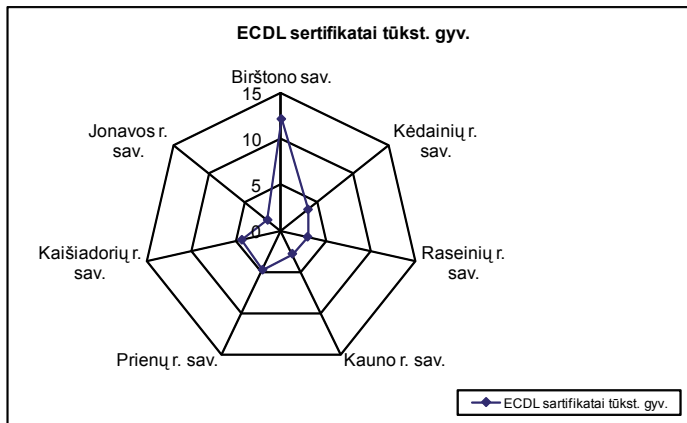 ECDL sertifikatai tūkst. gyv.
Birštono sav.
15
10
5
0
Kėdainių r.
sav.
Raseinių r.
sav.
Kauno r. sav.
Prienų r. sav.
Kaišiadorių r.
sav.
Jonavos r.
sav.
ECDL sartifikatai tūkst. gyv.